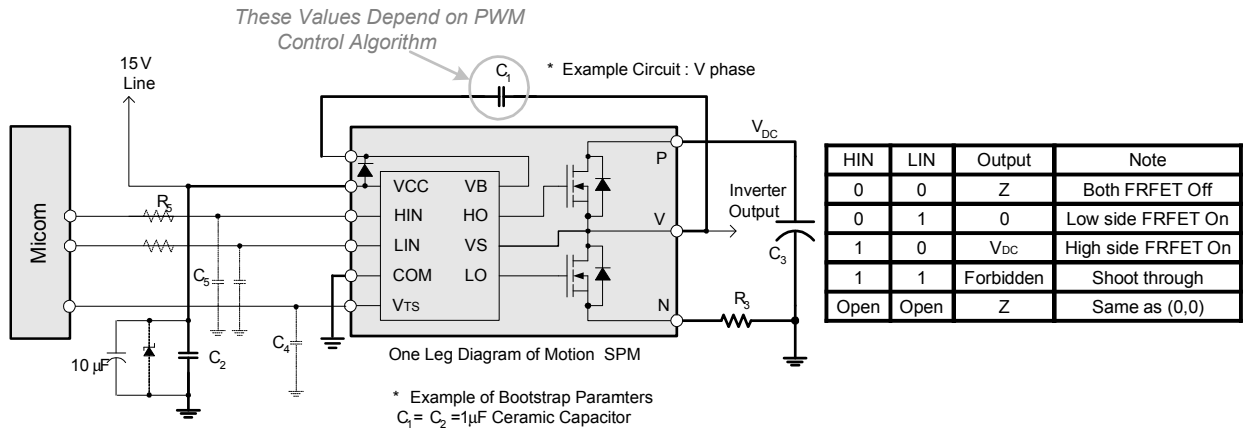 These Values Depend on PWM
Control Algorithm
15 V
Line
C1
* Example Circuit : V phase
VDC
P
Micom
R5
VCC
VB
HIN
HO
LIN
VS
COM
LO
VTS
V
Inverter
Output
C3
C5
N
R3
C4
10 μF
C2
One Leg Diagram of Motion SPM
* Example of Bootstrap Paramters
C1= C2 =1μF Ceramic Capacitor
HIN LIN Output Note
0 0 Z Both FRFET Off
0 1 0 Low side FRFET On
1 0 VDC High side FRFET On
1 1 Forbidden Shoot through
Open Open Z Same as (0,0)